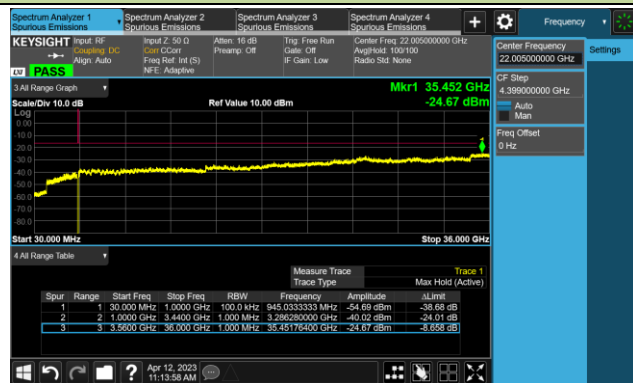 Spectrum Analyzer 1
Spurious Emissions
Spectrum Analyzer 2
Spurious Emissions
Spectrum Analyzer 3
Spurious Emissions
Spectrum Analyzer 4
Spurious Emissions
Frequency
KEYSIGHT
Input: RF
Coupling: DC
Align: Auto
Input Z: 50 Ω
Corr CCorr
Freq Ref: Int (S)
NFE: Adaptive
Atten: 16 dB
Preamp: Off
Trig: Free Run
Gate: Off
IF Gain: Low
Center Freq: 22.005000000 GHz
Avg|Hold: 100/100
Radio Std: None
LXI PASS
Center Frequency
22.005000000 GHz
Settings
CF Step
4.399000000 GHz
Auto
Man
Freq Offset
0 Hz
3 All Range Graph
Mkr1 35.452 GHz
Scale/Div 10.0 dB
Ref Value 10.00 dBm
-24.67 dBm
Log
0.00
-10.0
-20.0
-30.0
-40.0
-50.0
-60.0
-70.0
-80.0
1
Start 30.000 MHz
Stop 36.000 GHz
4 All Range Table
Measure Trace Trace 1
Trace Type Max Hold (Active)
Spur Range Start Freq Stop Freq RBW Frequency Amplitude ΔLimit
1 1 30.000 MHz 1.0000 GHz 100.0 kHz 945.0333333 MHz -54.69 dBm -38.68 dB
2 2 1.0000 GHz 3.4400 GHz 1.000 MHz 3.286280000 GHz -40.02 dBm -24.01 dB
3 3 3.5600 GHz 36.000 GHz 1.000 MHz 35.45176400 GHz -24.67 dBm -8.658 dB
Apr 12, 2023
11:13:58 AM